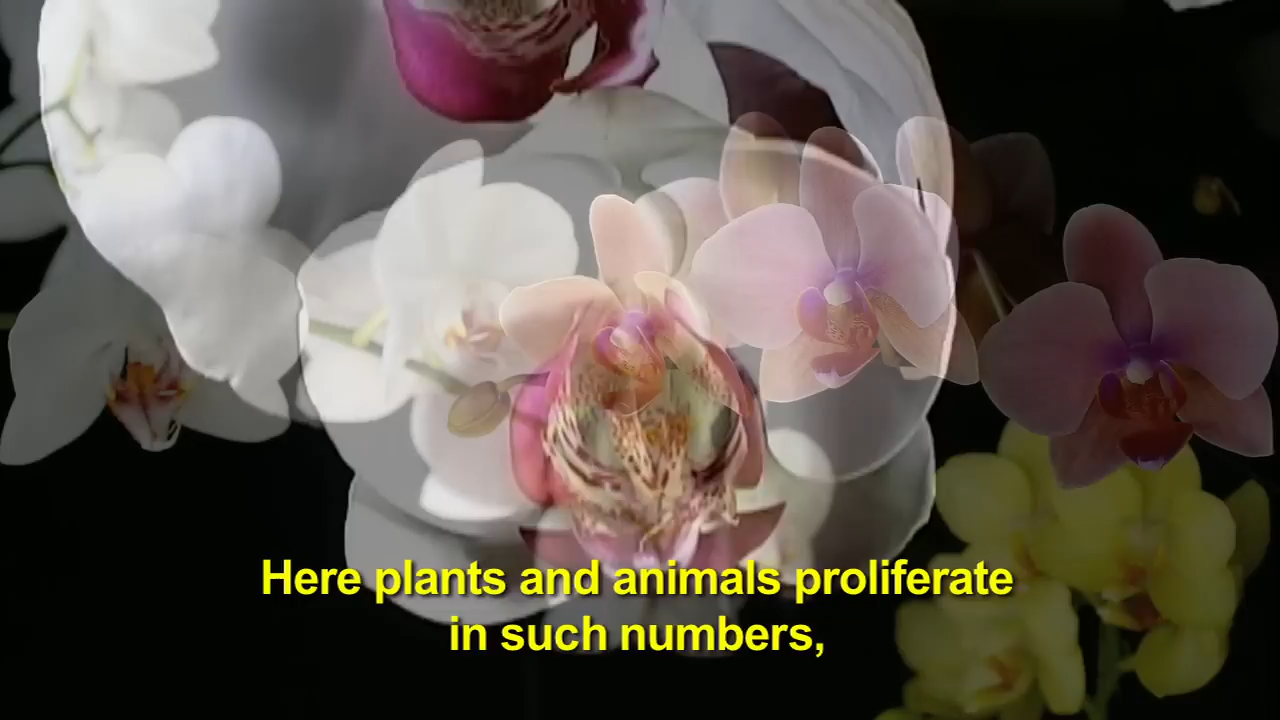 Here plants and animals proliferate
in such numbers,